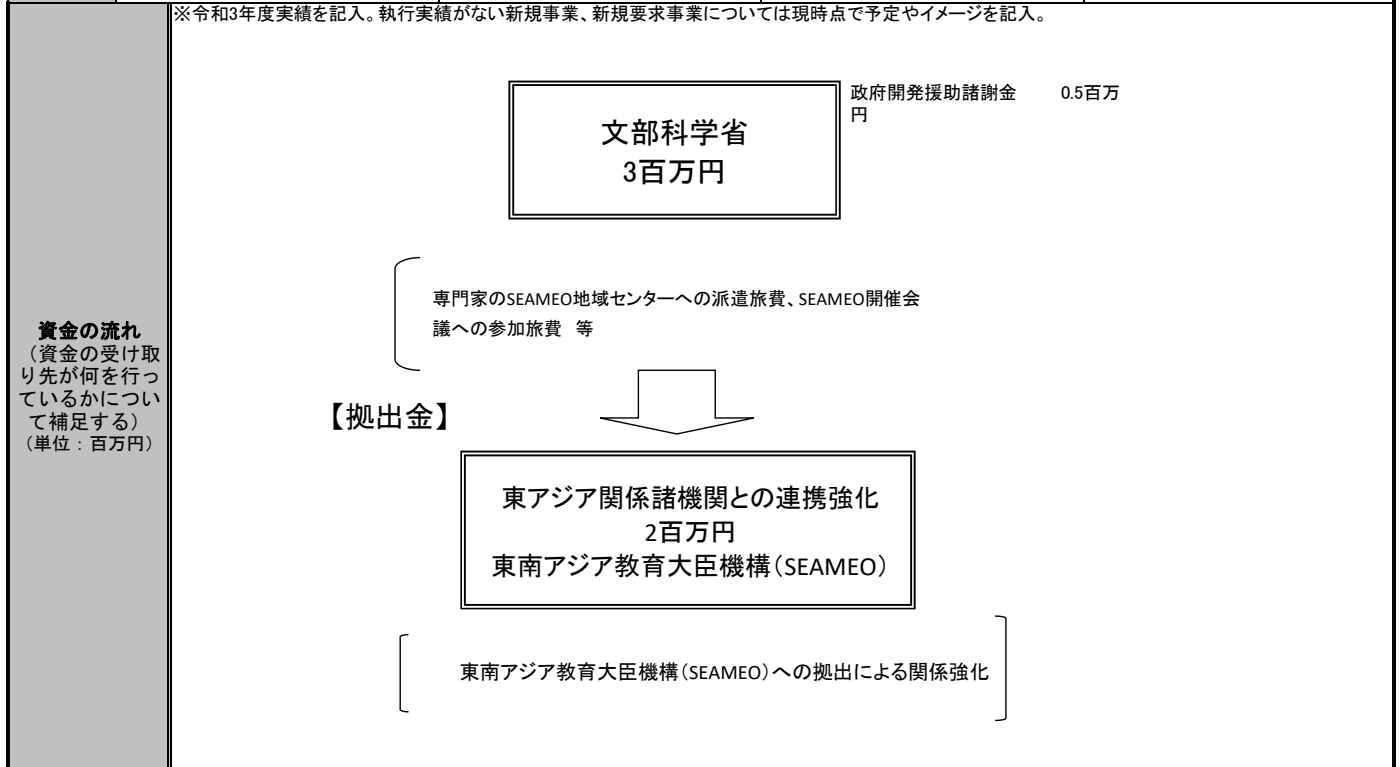 ※令和3年度実績を記入。執行実績がない新規事業、新規要求事業については現時点で予定やイメージを記入。
文部科学省
3百万円
政府開発援助諸謝金 0.5百万
円
専門家のSEAMEO地域センターへの派遣旅費、SEAMEO開催会
議への参加旅費 等
資金の流れ
（資金の受け取
り先が何を行っ
ているかについ
て補足する）
（単位：百万円）
【拠出金】
東アジア関係諸機関との連携強化
2百万円
東南アジア教育大臣機構（SEAMEO）
東南アジア教育大臣機構（SEAMEO）への拠出による関係強化